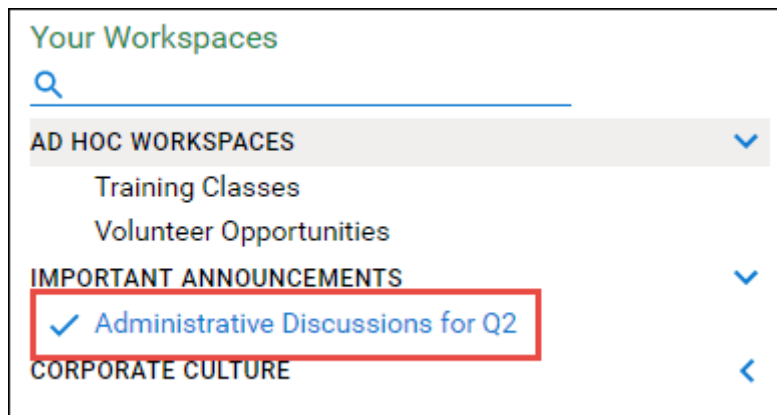 Your Workspaces
AD HOC WORKSPACES
Training Classes
Volunteer Opportunities
IMPORTANT ANNOUNCEMENTS
Administrative Discussions for Q2
CORPORATE CULTURE